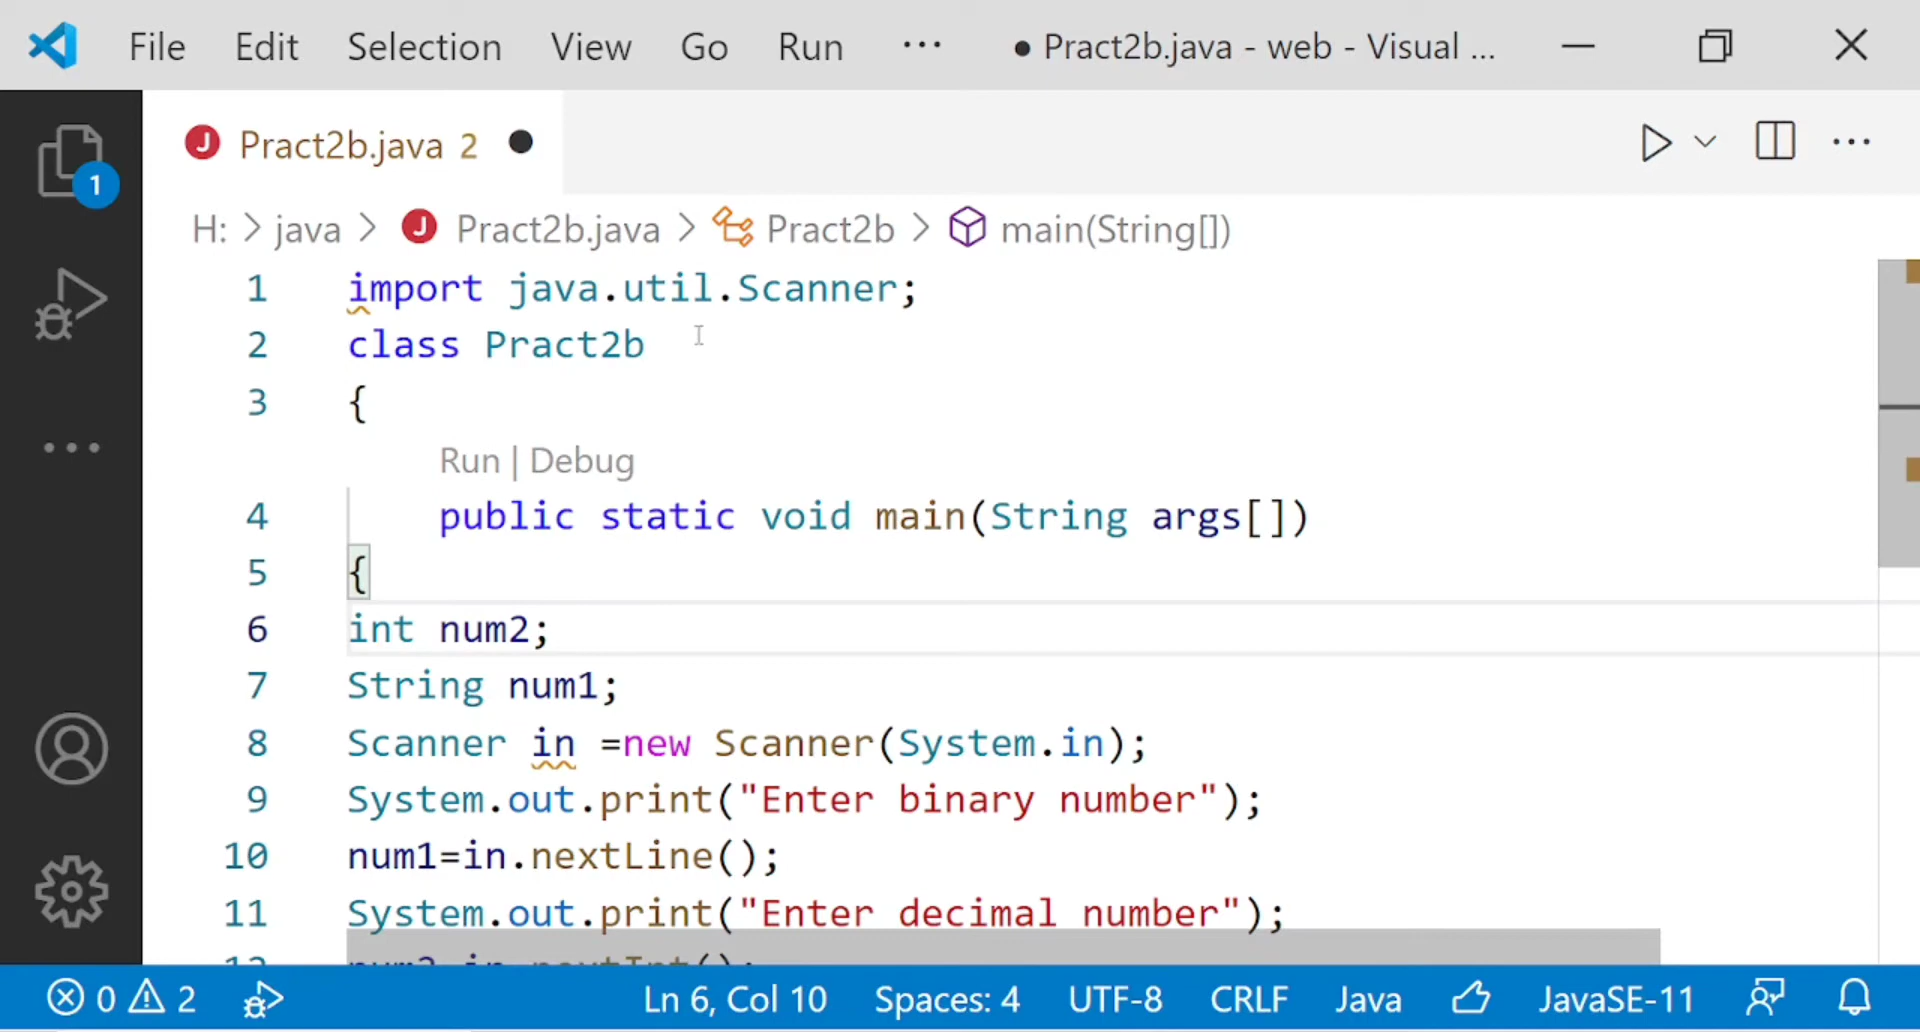 File Edit Selection View Go Run ··· ● Pract2b.java - web - Visual ...
Pract2b.java 2 ●
1
H: > java > Pract2b.java > Pract2b > main(String[])
1 import java.util.Scanner;
2 class Pract2b
3 {
Run | Debug
4 public static void main(String args[])
5 {
6 int num2;
7 String num1;
8 Scanner in =new Scanner(System.in);
9 System.out.print("Enter binary number");
10 num1=in.nextLine();
11 System.out.print("Enter decimal number");
0 2 Ln 6, Col 10 Spaces: 4 UTF-8 CRLF Java JavaSE-11